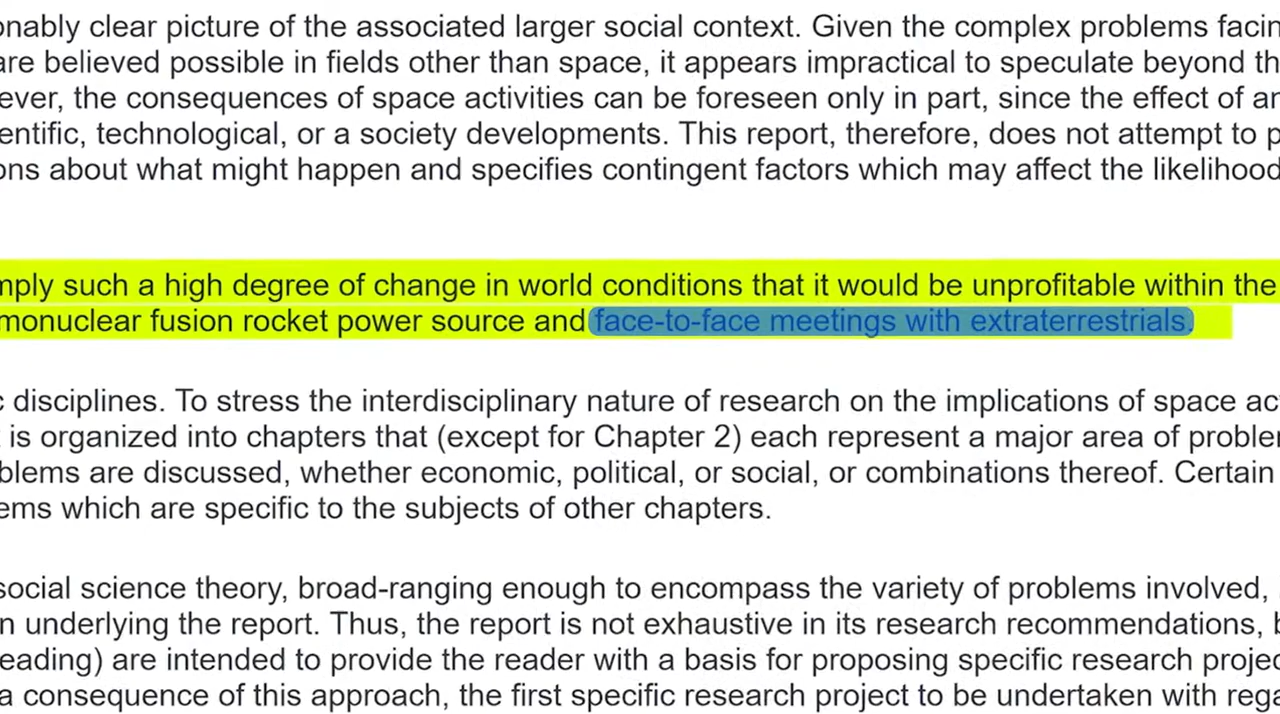 onably clear picture of the associated larger social context. Given the complex problems facin
are believed possible in fields other than space, it appears impractical to speculate beyond th
ever, the consequences of space activities can be foreseen only in part, since the effect of an
entific, technological, or a society developments. This report, therefore, does not attempt to p
ons about what might happen and specifies contingent factors which may affect the likelihood
mply such a high degree of change in world conditions that it would be unprofitable within the
monuclear fusion rocket power source and face-to-face meetings with extraterrestrials.
c disciplines. To stress the interdisciplinary nature of research on the implications of space ac
t is organized into chapters that (except for Chapter 2) each represent a major area of problem
blems are discussed, whether economic, political, or social, or combinations thereof. Certain
ems which are specific to the subjects of other chapters.
social science theory, broad-ranging enough to encompass the variety of problems involved,
n underlying the report. Thus, the report is not exhaustive in its research recommendations, b
eading) are intended to provide the reader with a basis for proposing specific research projec
a consequence of this approach, the first specific research project to be undertaken with rega